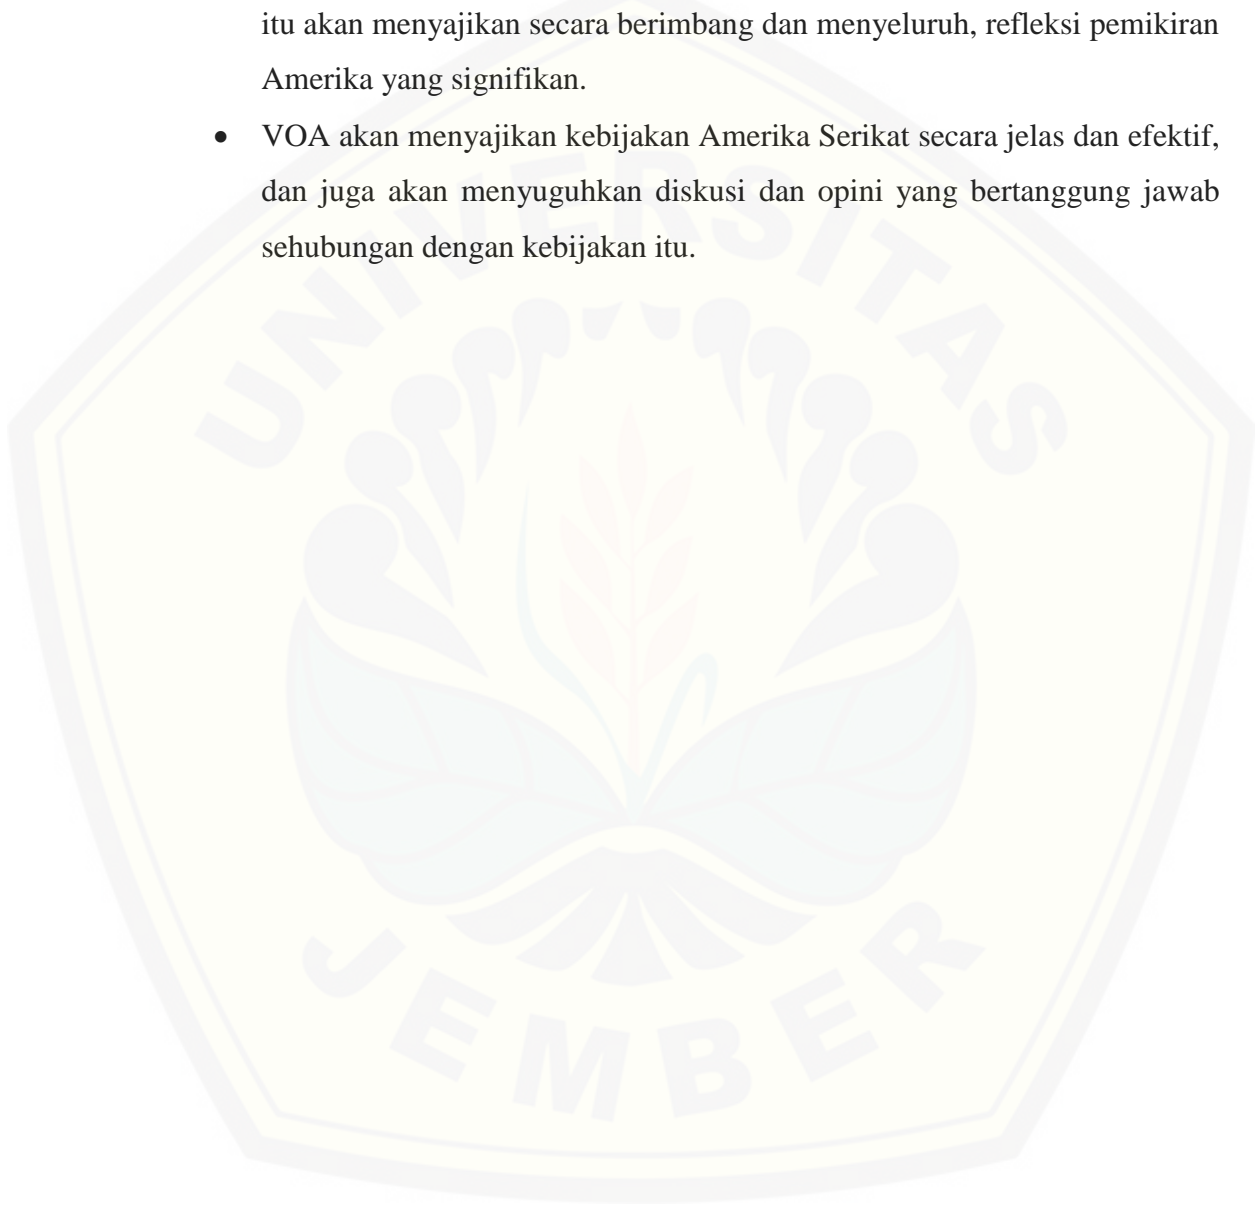 itu akan menyajikan secara berimbang dan menyeluruh, refleksi pemikiran
Amerika yang signifikan.
• VOA akan menyajikan kebijakan Amerika Serikat secara jelas dan efektif,
dan juga akan menyuguhkan diskusi dan opini yang bertanggung jawab
sehubungan dengan kebijakan itu.
UNIVERSITAS
JEMBER